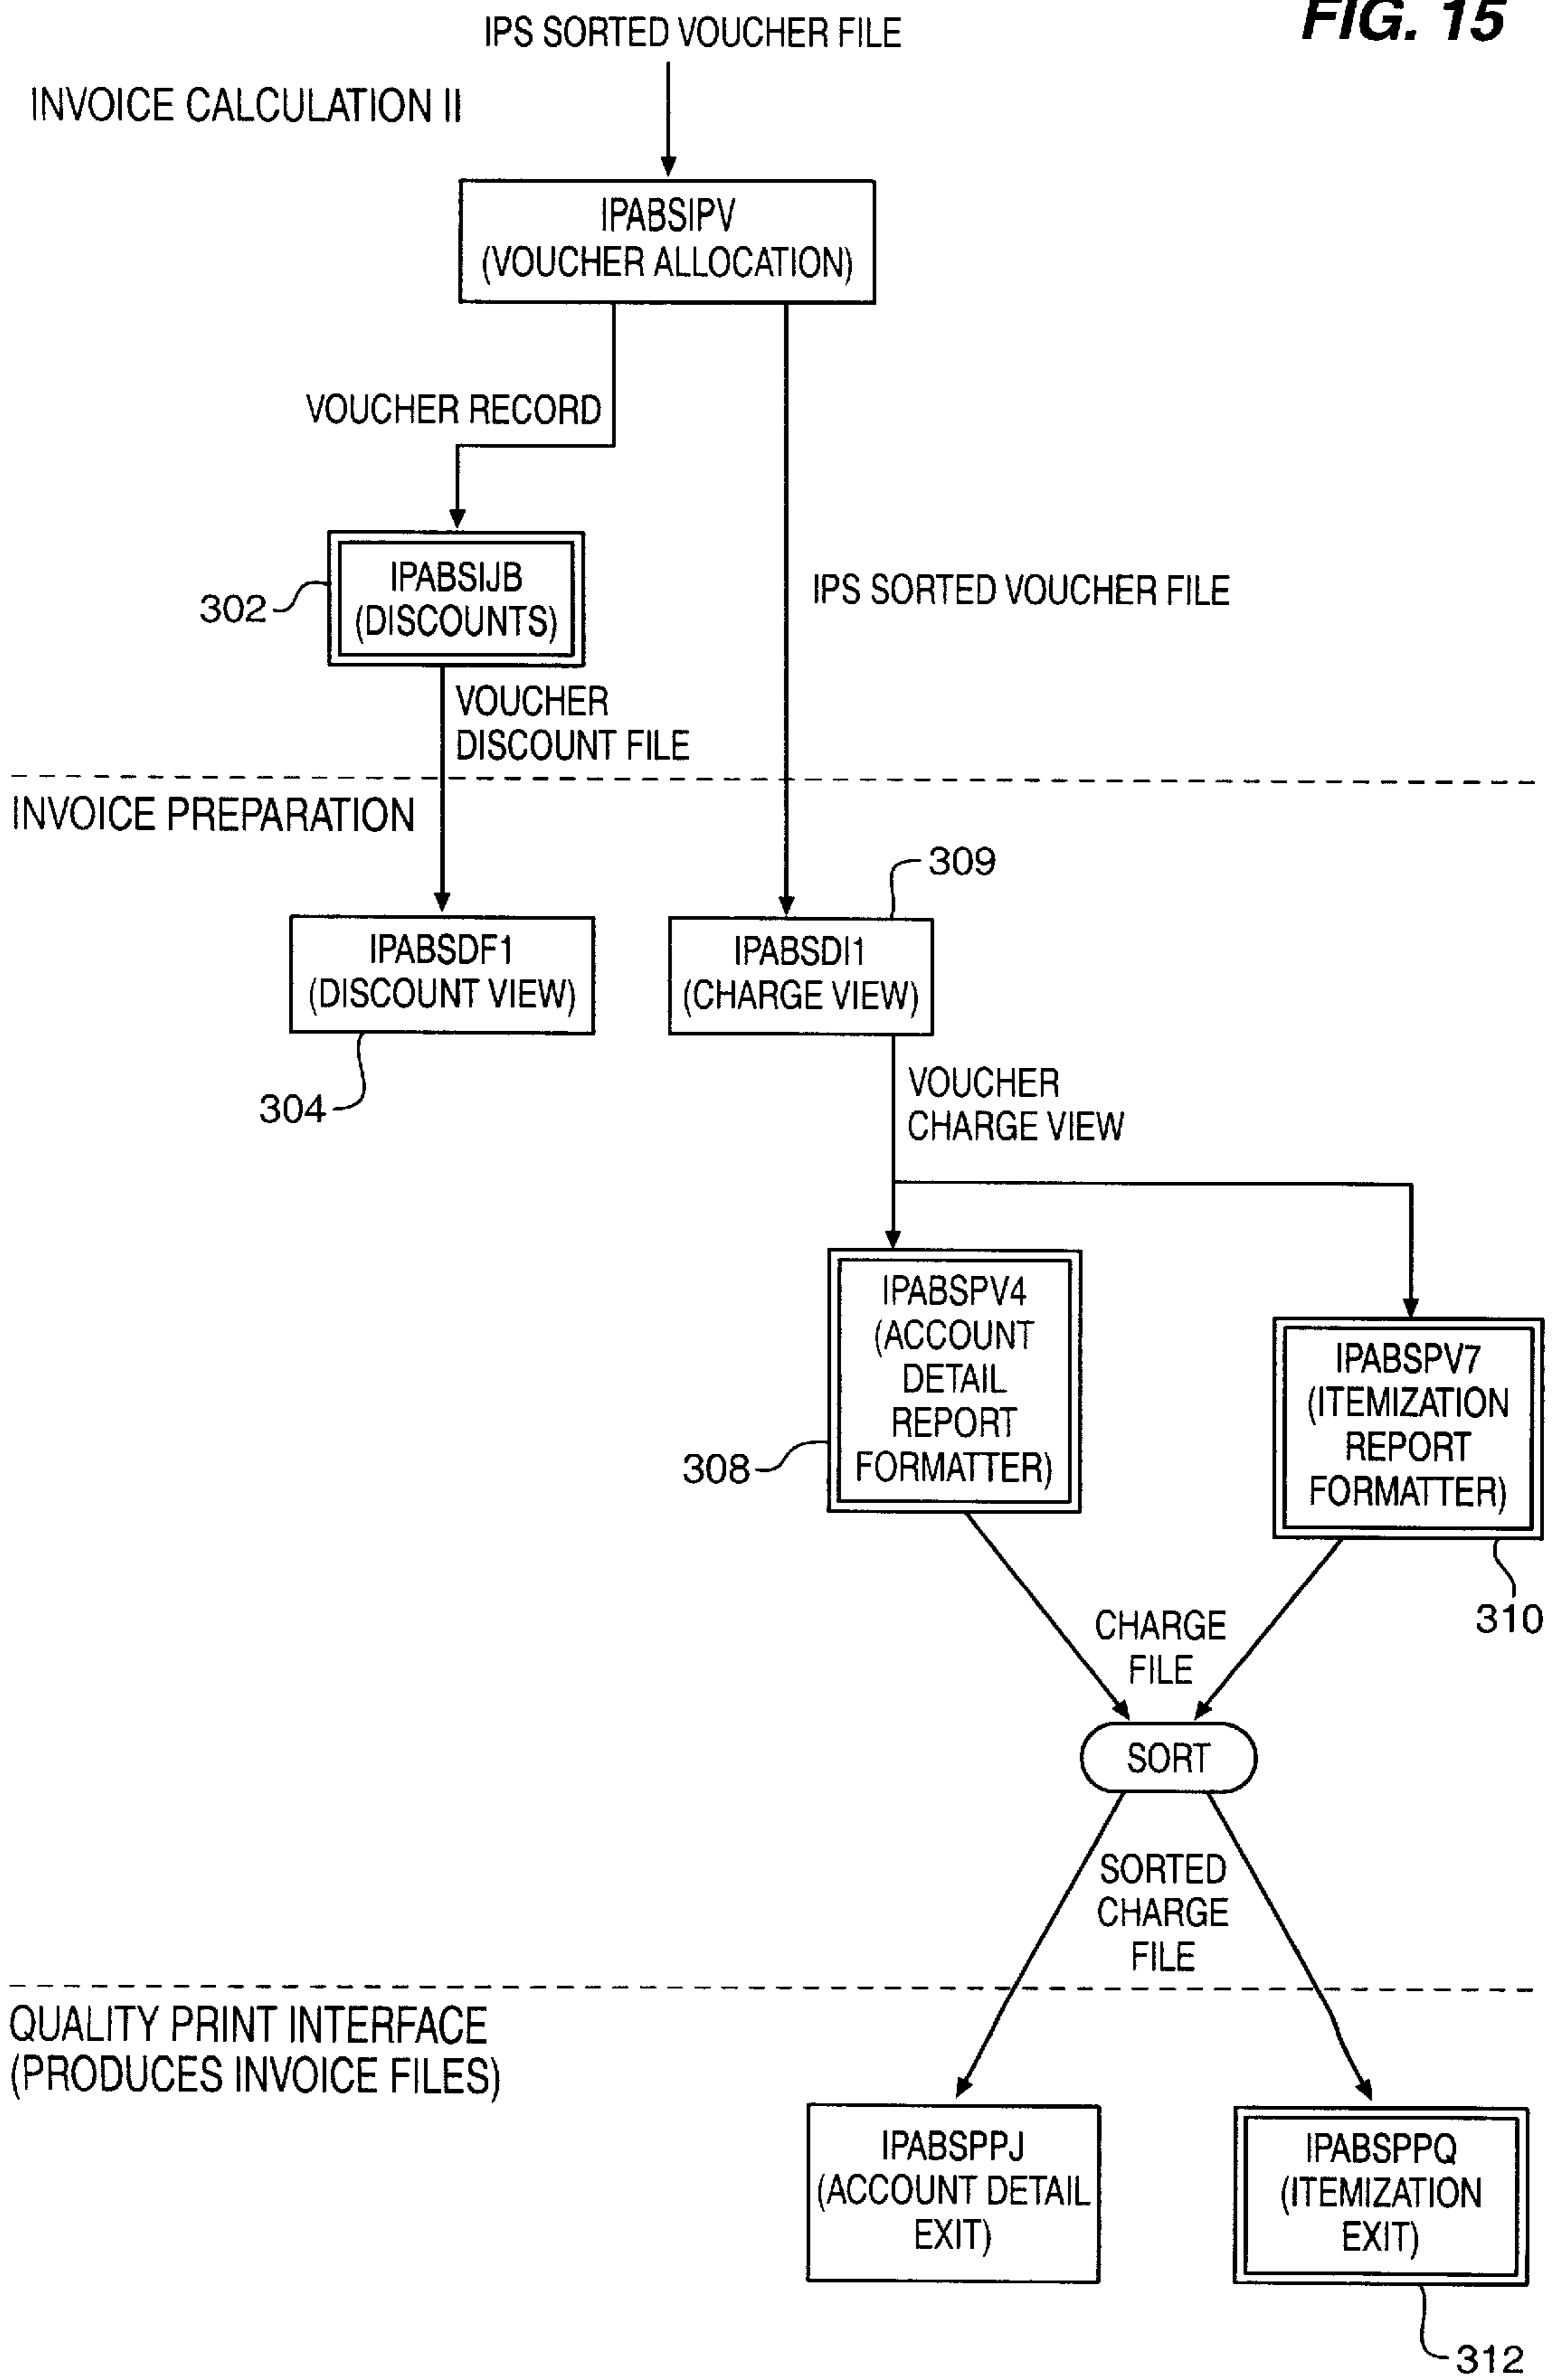 FIG. 15
IPS SORTED VOUCHER FILE
INVOICE CALCULATION II
IPABSIPV
(VOUCHER ALLOCATION)
VOUCHER RECORD
IPABSIJB
(DISCOUNTS)
302
IPS SORTED VOUCHER FILE
VOUCHER
DISCOUNT FILE
INVOICE PREPARATION
309
IPABSDF1
(DISCOUNT VIEW)
IPABSDI1
(CHARGE VIEW)
304
VOUCHER
CHARGE VIEW
IPABSPV4
(ACCOUNT
DETAIL
REPORT
FORMATTER)
308
IPABSPV7
(ITEMIZATION
REPORT
FORMATTER)
310
CHARGE
FILE
SORT
SORTED
CHARGE
FILE
QUALITY PRINT INTERFACE
(PRODUCES INVOICE FILES)
IPABSPPJ
(ACCOUNT DETAIL
EXIT)
IPABSPPQ
(ITEMIZATION
EXIT)
312